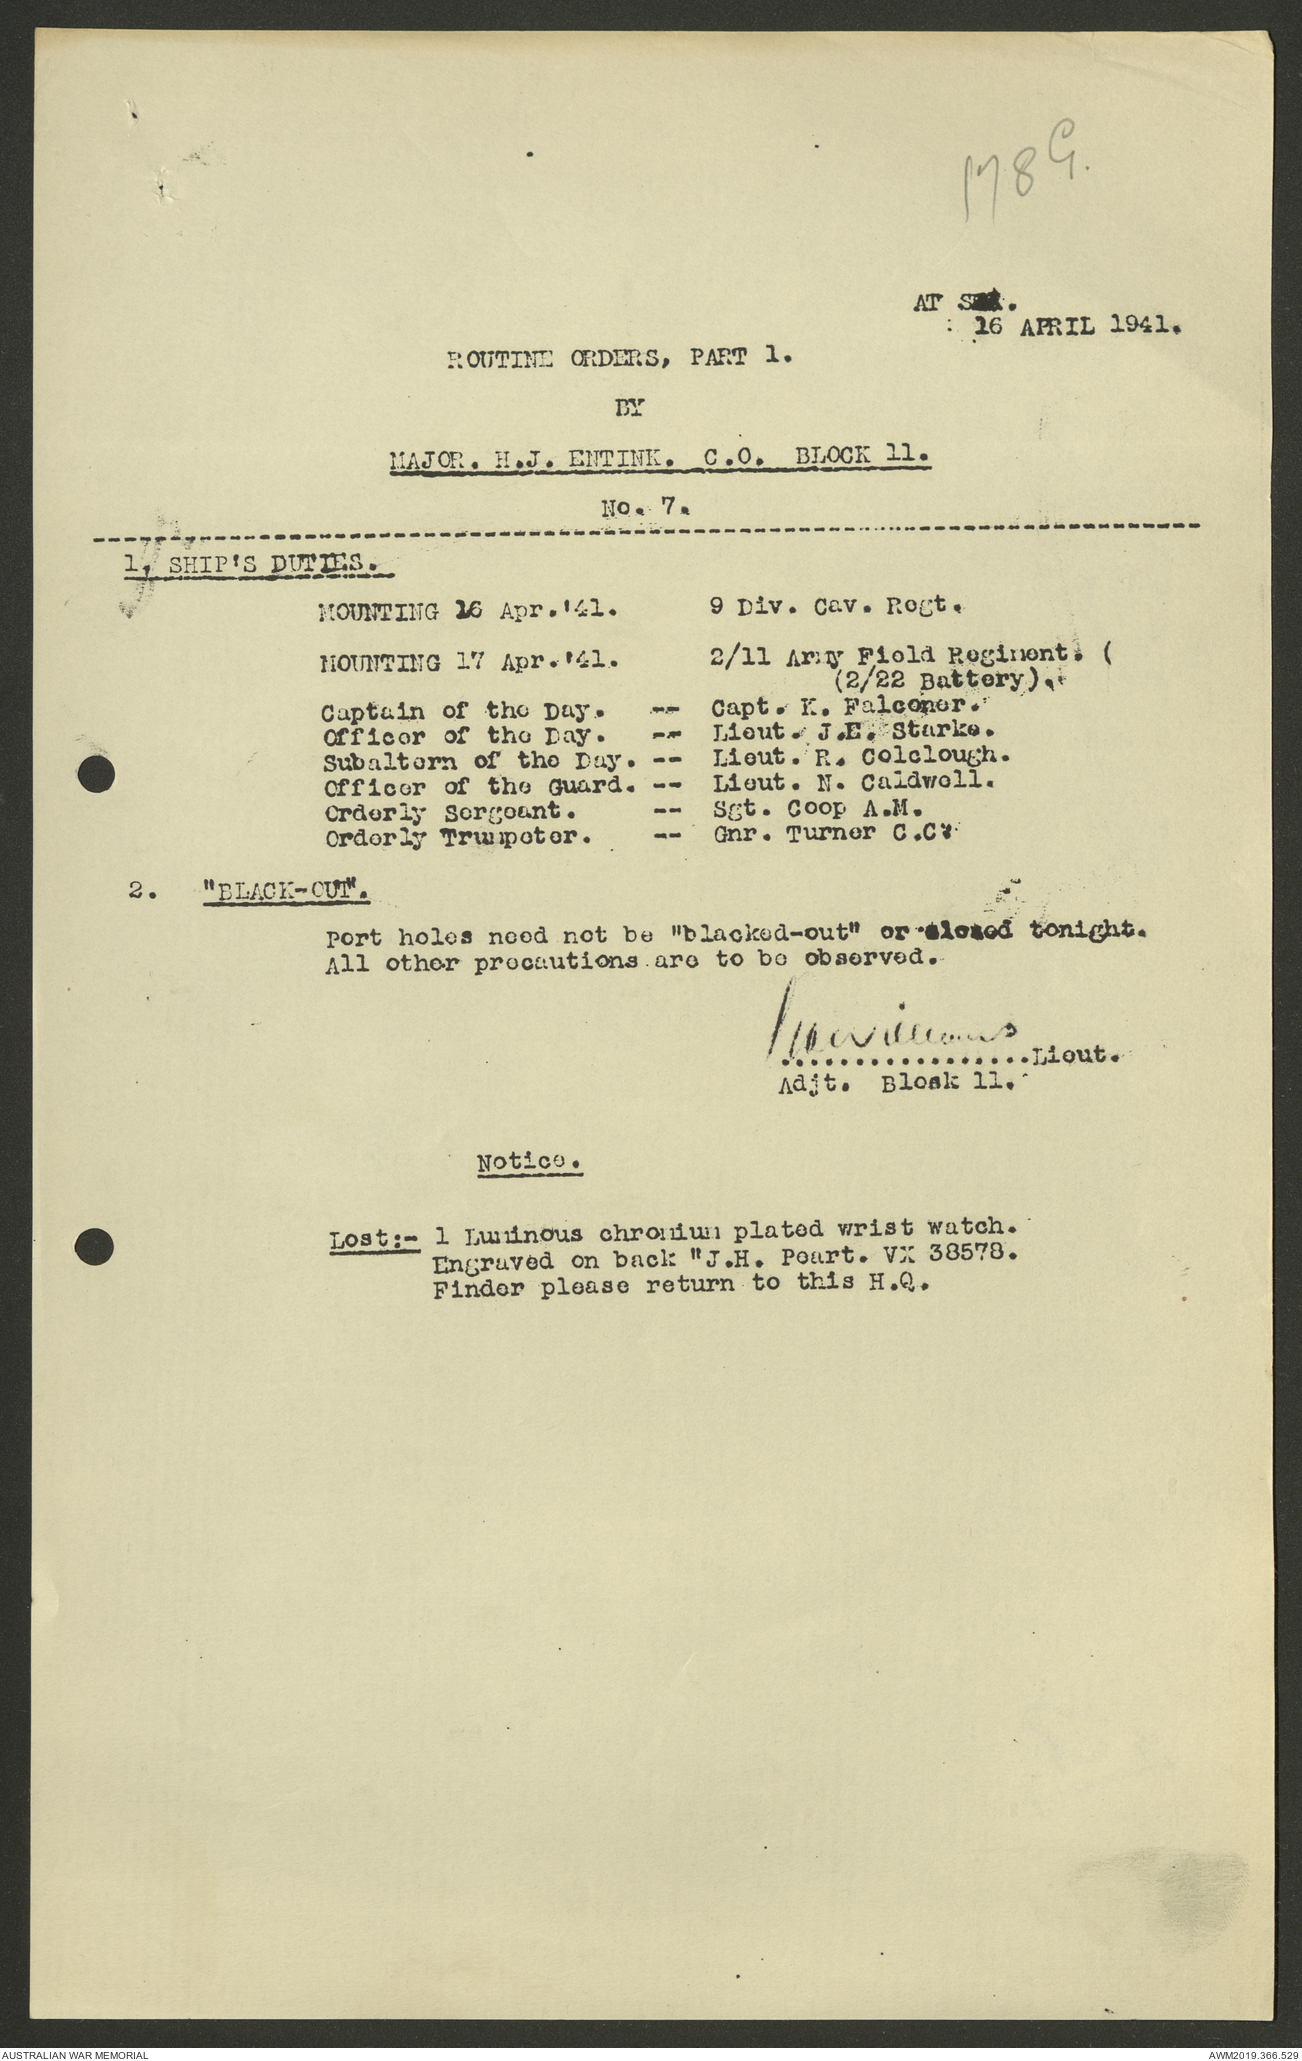 178 G.
AT SEA.
16 APRIL 1941.
ROUTINE ORDERS, PART 1.
BY
MAJOR. H.J. ENTINK. C.O. BLOCK 11.
No. 7.
1. SHIP'S DUTIES.
MOUNTING 16 Apr.'41. 9 Div. Cav. Regt.
MOUNTING 17 Apr.'41. 2/11 Army Field Regiment. (
(2/22 Battery).
Captain of the Day. -- Capt. K. Falconer.
Officer of the Day. -- Lieut. J.E. Starke.
Subaltern of the Day. -- Lieut. R. Colclough.
Officer of the Guard. -- Lieut. N. Caldwell.
Orderly Sergeant. -- Sgt. Coop A.M.
Orderly Trumpeter. -- Gnr. Turner C.C.
2. "BLACK-OUT".
Port holes need not be "blacked-out" or closed tonight.
All other precautions are to be observed.
..................Lieut.
Adjt. Block 11.
Notice.
Lost:- 1 Luminous chromium plated wrist watch.
Engraved on back "J.H. Peart. VX 38578.
Finder please return to this H.Q.
AUSTRALIAN WAR MEMORIAL
AWM2019.366.529